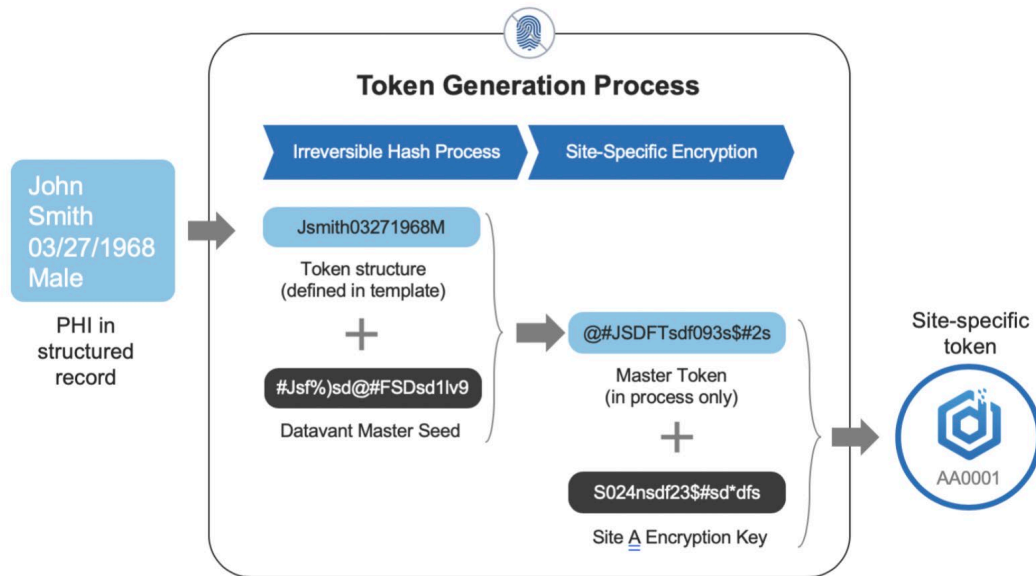 Token Generation Process
Irreversible Hash Process
Site-Specific Encryption
John
Smith
03/27/1968
Male
PHI in
structured
record
Jsmith03271968M
Token structure
(defined in template)
+
#Jsf%)sd@#FSDsd1lv9
Datavant Master Seed
@#JSDFTsdf093s$#2s
Master Token
(in process only)
+
S024nsdf23$#sd*dfs
Site A Encryption Key
Site-specific
token
AA0001